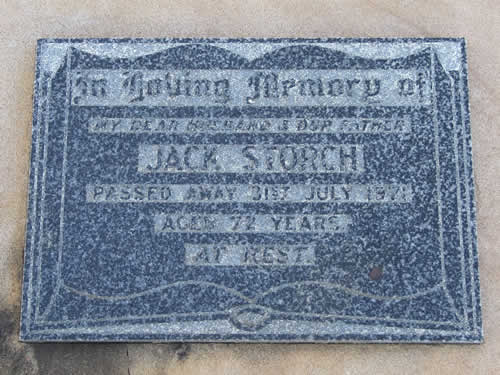 In Loving Memory of
MY DEAR HUSBAND & OUR FATHER
JACK STORCH
PASSED AWAY 31ST JULY 1971
AGED 72 YEARS
AT REST